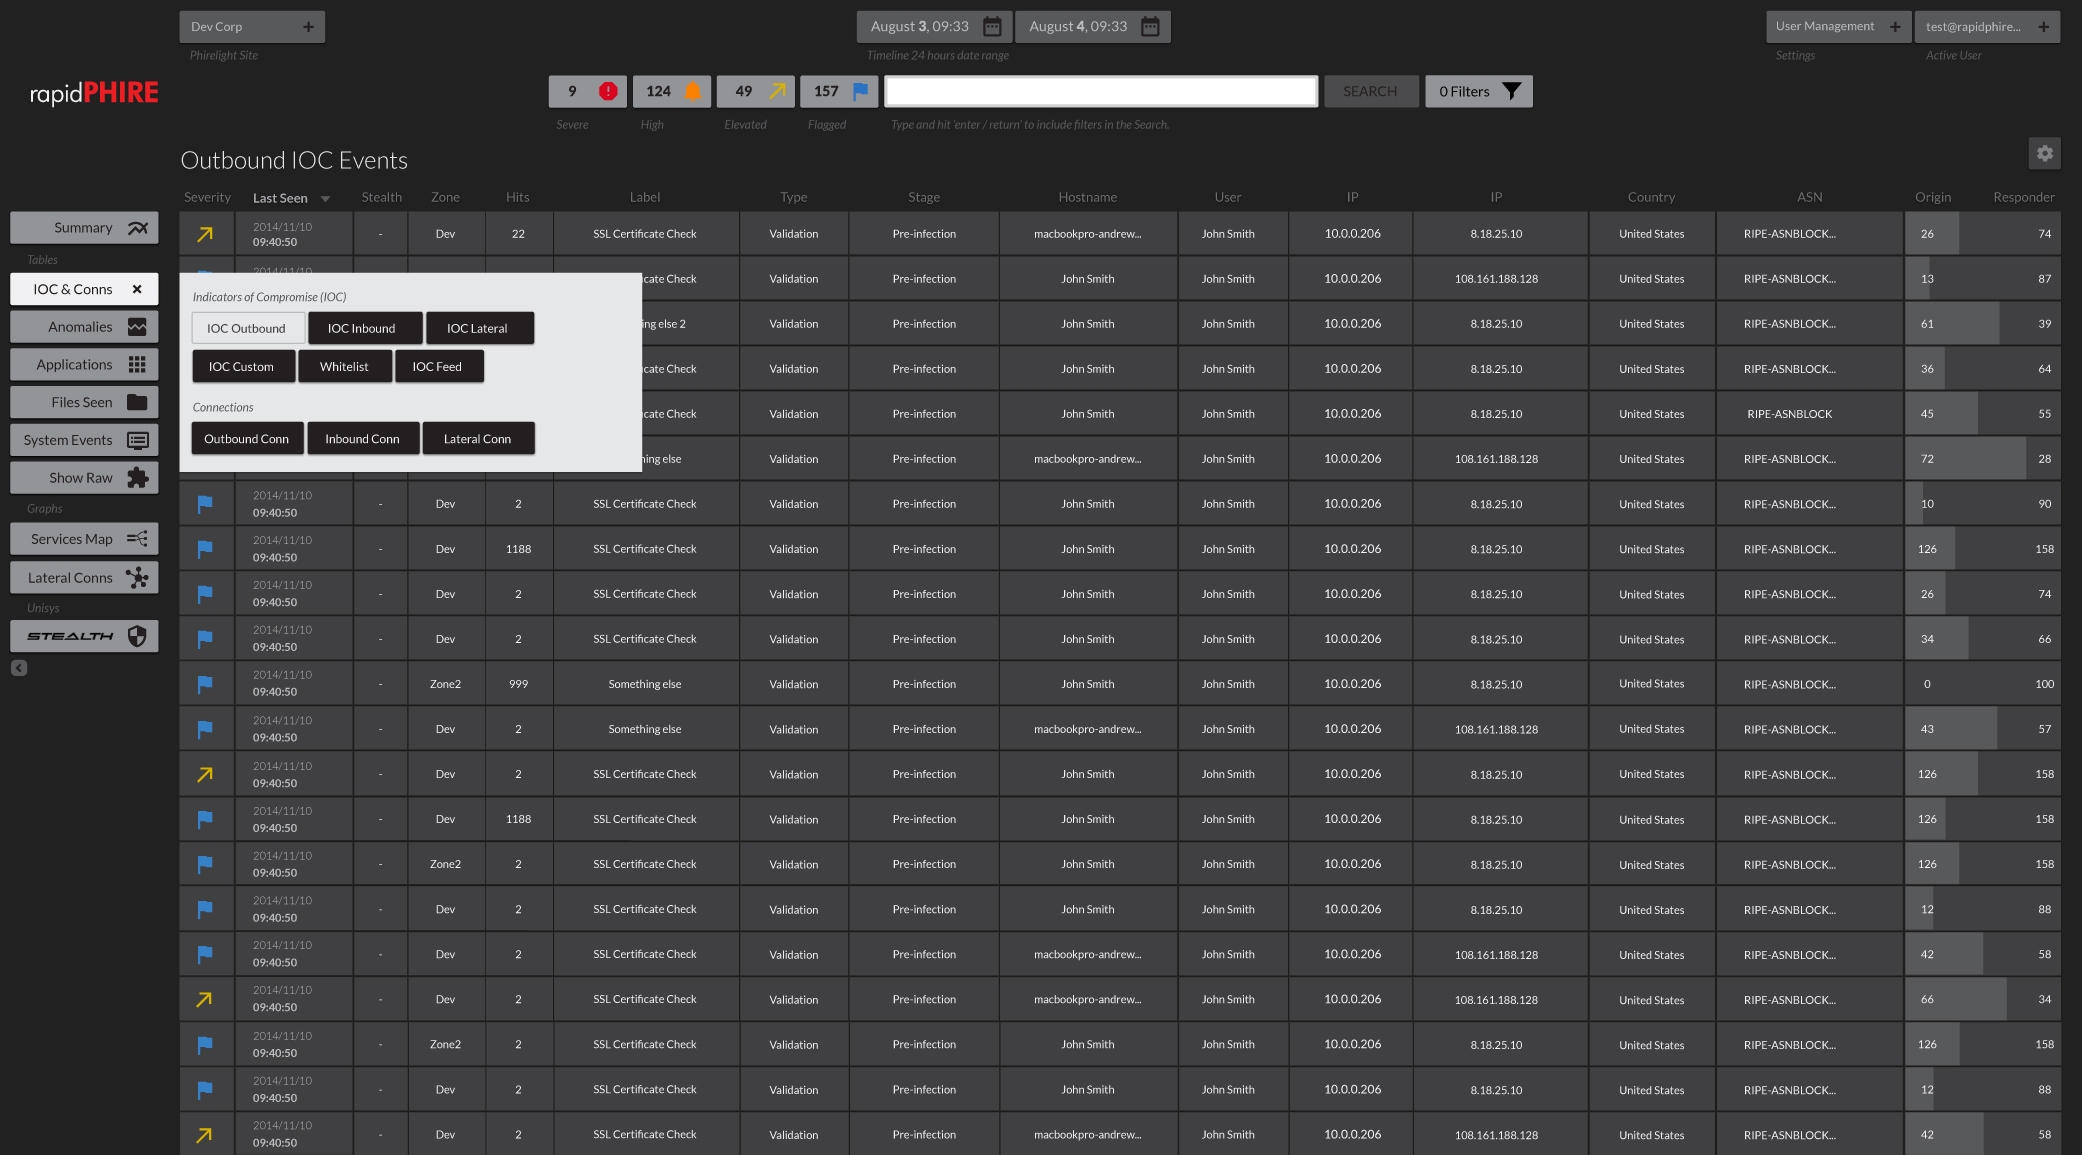 Dev Corp +
August 3, 09:33
August 4, 09:33
User Management +
test@rapidphire... +
Phirelight Site
Timeline 24 hours date range
Settings
Active User
rapidPHIRE
9
124
49
157
SEARCH
0 Filters
Severe
High
Elevated
Flagged
Type and hit 'enter / return' to include filters in the Search.
Outbound IOC Events
Severity Last Seen Stealth Zone Hits Label Type Stage Hostname User IP IP Country ASN Origin Responder
Summary
Tables
IOC & Conns ×
Anomalies
Applications
Files Seen
System Events
Show Raw
Graphs
Services Map
Lateral Conns
Unisys
STEALTH
Indicators of Compromise (IOC)
IOC Outbound
IOC Inbound
IOC Lateral
IOC Custom
Whitelist
IOC Feed
Connections
Outbound Conn
Inbound Conn
Lateral Conn
2014/11/10 09:40:50 - Dev 22 SSL Certificate Check Validation Pre-infection macbookpro-andrew... John Smith 10.0.0.206 8.18.25.10 United States RIPE-ASNBLOCK... 26 74
2014/11/10 icate Check Validation Pre-infection John Smith John Smith 10.0.0.206 108.161.188.128 United States RIPE-ASNBLOCK... 13 87
ing else 2 Validation Pre-infection John Smith John Smith 10.0.0.206 8.18.25.10 United States RIPE-ASNBLOCK... 61 39
cate Check Validation Pre-infection John Smith John Smith 10.0.0.206 8.18.25.10 United States RIPE-ASNBLOCK... 36 64
cate Check Validation Pre-infection John Smith John Smith 10.0.0.206 8.18.25.10 United States RIPE-ASNBLOCK 45 55
hing else Validation Pre-infection macbookpro-andrew... John Smith 10.0.0.206 108.161.188.128 United States RIPE-ASNBLOCK... 72 28
2014/11/10 09:40:50 - Dev 2 SSL Certificate Check Validation Pre-infection John Smith John Smith 10.0.0.206 8.18.25.10 United States RIPE-ASNBLOCK... 10 90
2014/11/10 09:40:50 - Dev 1188 SSL Certificate Check Validation Pre-infection John Smith John Smith 10.0.0.206 8.18.25.10 United States RIPE-ASNBLOCK... 126 158
2014/11/10 09:40:50 - Dev 2 SSL Certificate Check Validation Pre-infection John Smith John Smith 10.0.0.206 8.18.25.10 United States RIPE-ASNBLOCK... 26 74
2014/11/10 09:40:50 - Dev 2 SSL Certificate Check Validation Pre-infection John Smith John Smith 10.0.0.206 8.18.25.10 United States RIPE-ASNBLOCK... 34 66
2014/11/10 09:40:50 - Zone2 999 Something else Validation Pre-infection John Smith John Smith 10.0.0.206 8.18.25.10 United States RIPE-ASNBLOCK... 0 100
2014/11/10 09:40:50 - Dev 2 Something else Validation Pre-infection macbookpro-andrew... John Smith 10.0.0.206 108.161.188.128 United States RIPE-ASNBLOCK... 43 57
2014/11/10 09:40:50 - Dev 2 SSL Certificate Check Validation Pre-infection John Smith John Smith 10.0.0.206 8.18.25.10 United States RIPE-ASNBLOCK... 126 158
2014/11/10 09:40:50 - Dev 1188 SSL Certificate Check Validation Pre-infection John Smith John Smith 10.0.0.206 8.18.25.10 United States RIPE-ASNBLOCK... 126 158
2014/11/10 09:40:50 - Zone2 2 SSL Certificate Check Validation Pre-infection John Smith John Smith 10.0.0.206 8.18.25.10 United States RIPE-ASNBLOCK... 126 158
2014/11/10 09:40:50 - Dev 2 SSL Certificate Check Validation Pre-infection John Smith John Smith 10.0.0.206 8.18.25.10 United States RIPE-ASNBLOCK... 12 88
2014/11/10 09:40:50 - Dev 2 SSL Certificate Check Validation Pre-infection macbookpro-andrew... John Smith 10.0.0.206 108.161.188.128 United States RIPE-ASNBLOCK... 42 58
2014/11/10 09:40:50 - Dev 2 SSL Certificate Check Validation Pre-infection macbookpro-andrew... John Smith 10.0.0.206 108.161.188.128 United States RIPE-ASNBLOCK... 66 34
2014/11/10 09:40:50 - Zone2 2 SSL Certificate Check Validation Pre-infection John Smith John Smith 10.0.0.206 8.18.25.10 United States RIPE-ASNBLOCK... 126 158
2014/11/10 09:40:50 - Dev 2 SSL Certificate Check Validation Pre-infection John Smith John Smith 10.0.0.206 8.18.25.10 United States RIPE-ASNBLOCK... 12 88
2014/11/10 09:40:50 - Dev 2 SSL Certificate Check Validation Pre-infection macbookpro-andrew... John Smith 10.0.0.206 108.161.188.128 United States RIPE-ASNBLOCK... 42 58